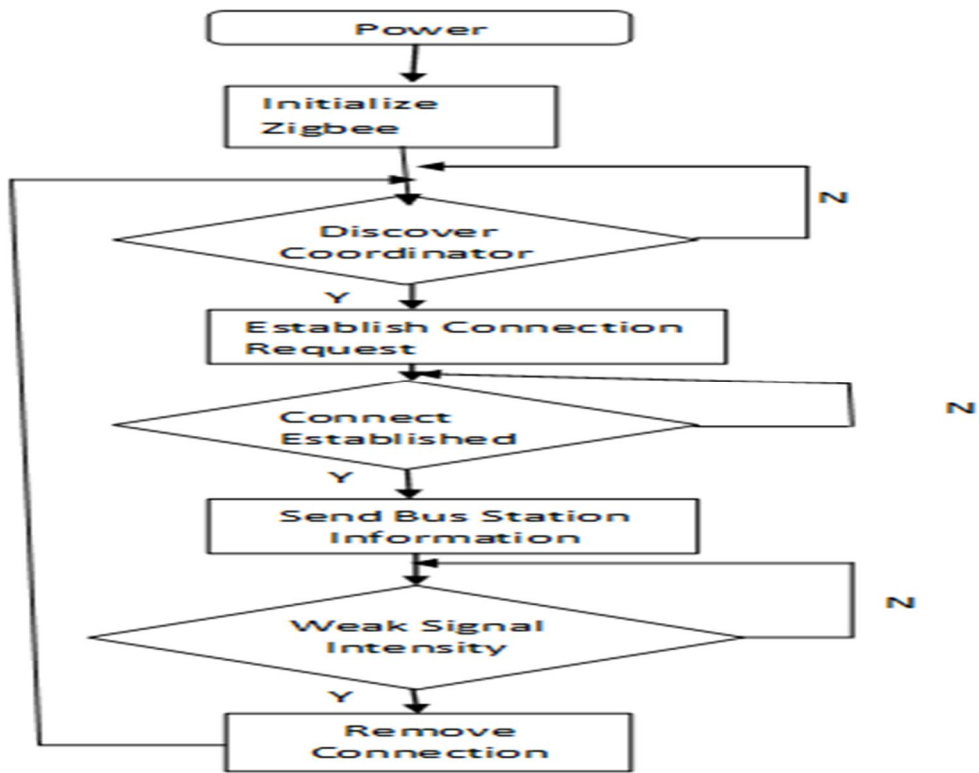 Power
Initialize
Zigbee
N
Discover
Coordinator
Y
Establish Connection
Request
N
Connect
Established
Y
Send Bus Station
Information
N
Weak Signal
Intensity
Y
Remove
Connection